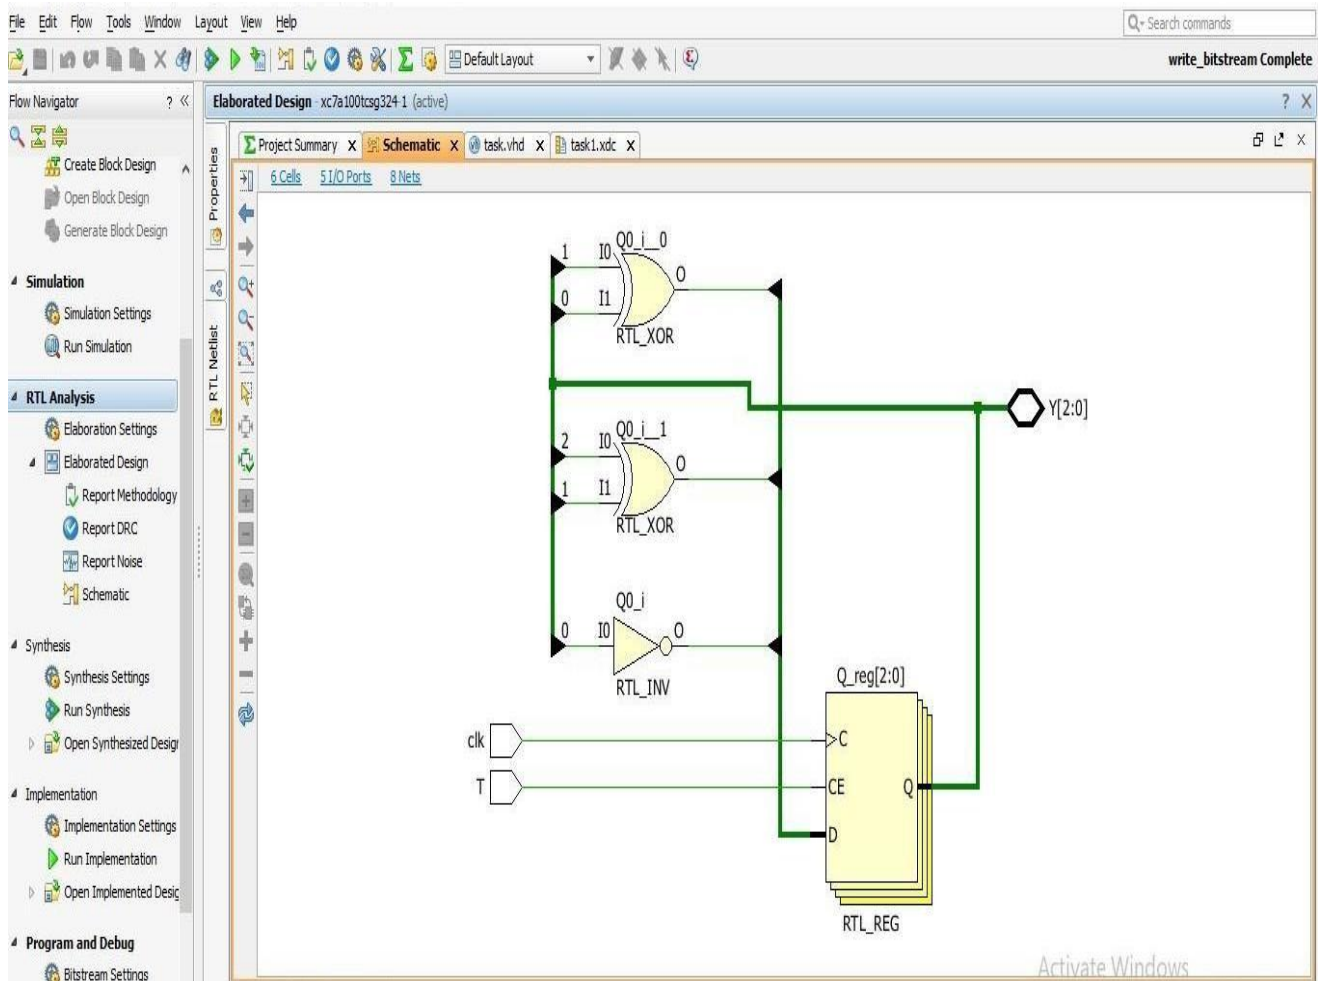 File Edit Flow Tools Window Layout View Help
Q- Search commands
Default Layout
write_bitstream Complete
Flow Navigator ? «
Elaborated Design - xc7a100tcsg324-1 (active) ? X
Project Summary X Schematic X task.vhd X task1.xdc X
6 Cells 5 I/O Ports 8 Nets
Properties
RTL Netlist
Create Block Design
Open Block Design
Generate Block Design
Simulation
Simulation Settings
Run Simulation
RTL Analysis
Elaboration Settings
Elaborated Design
Report Methodology
Report DRC
Report Noise
Schematic
Synthesis
Synthesis Settings
Run Synthesis
Open Synthesized Design
Implementation
Implementation Settings
Run Implementation
Open Implemented Desig
Program and Debug
Bitstream Settings
Q0_i__0
1 I0
O
0 I1
RTL_XOR
Y[2:0]
Q0_i__1
2 I0
O
1 I1
RTL_XOR
Q0_i
0 I0 O
RTL_INV
Q_reg[2:0]
clk C
T CE Q
D
RTL_REG
Activate Windows